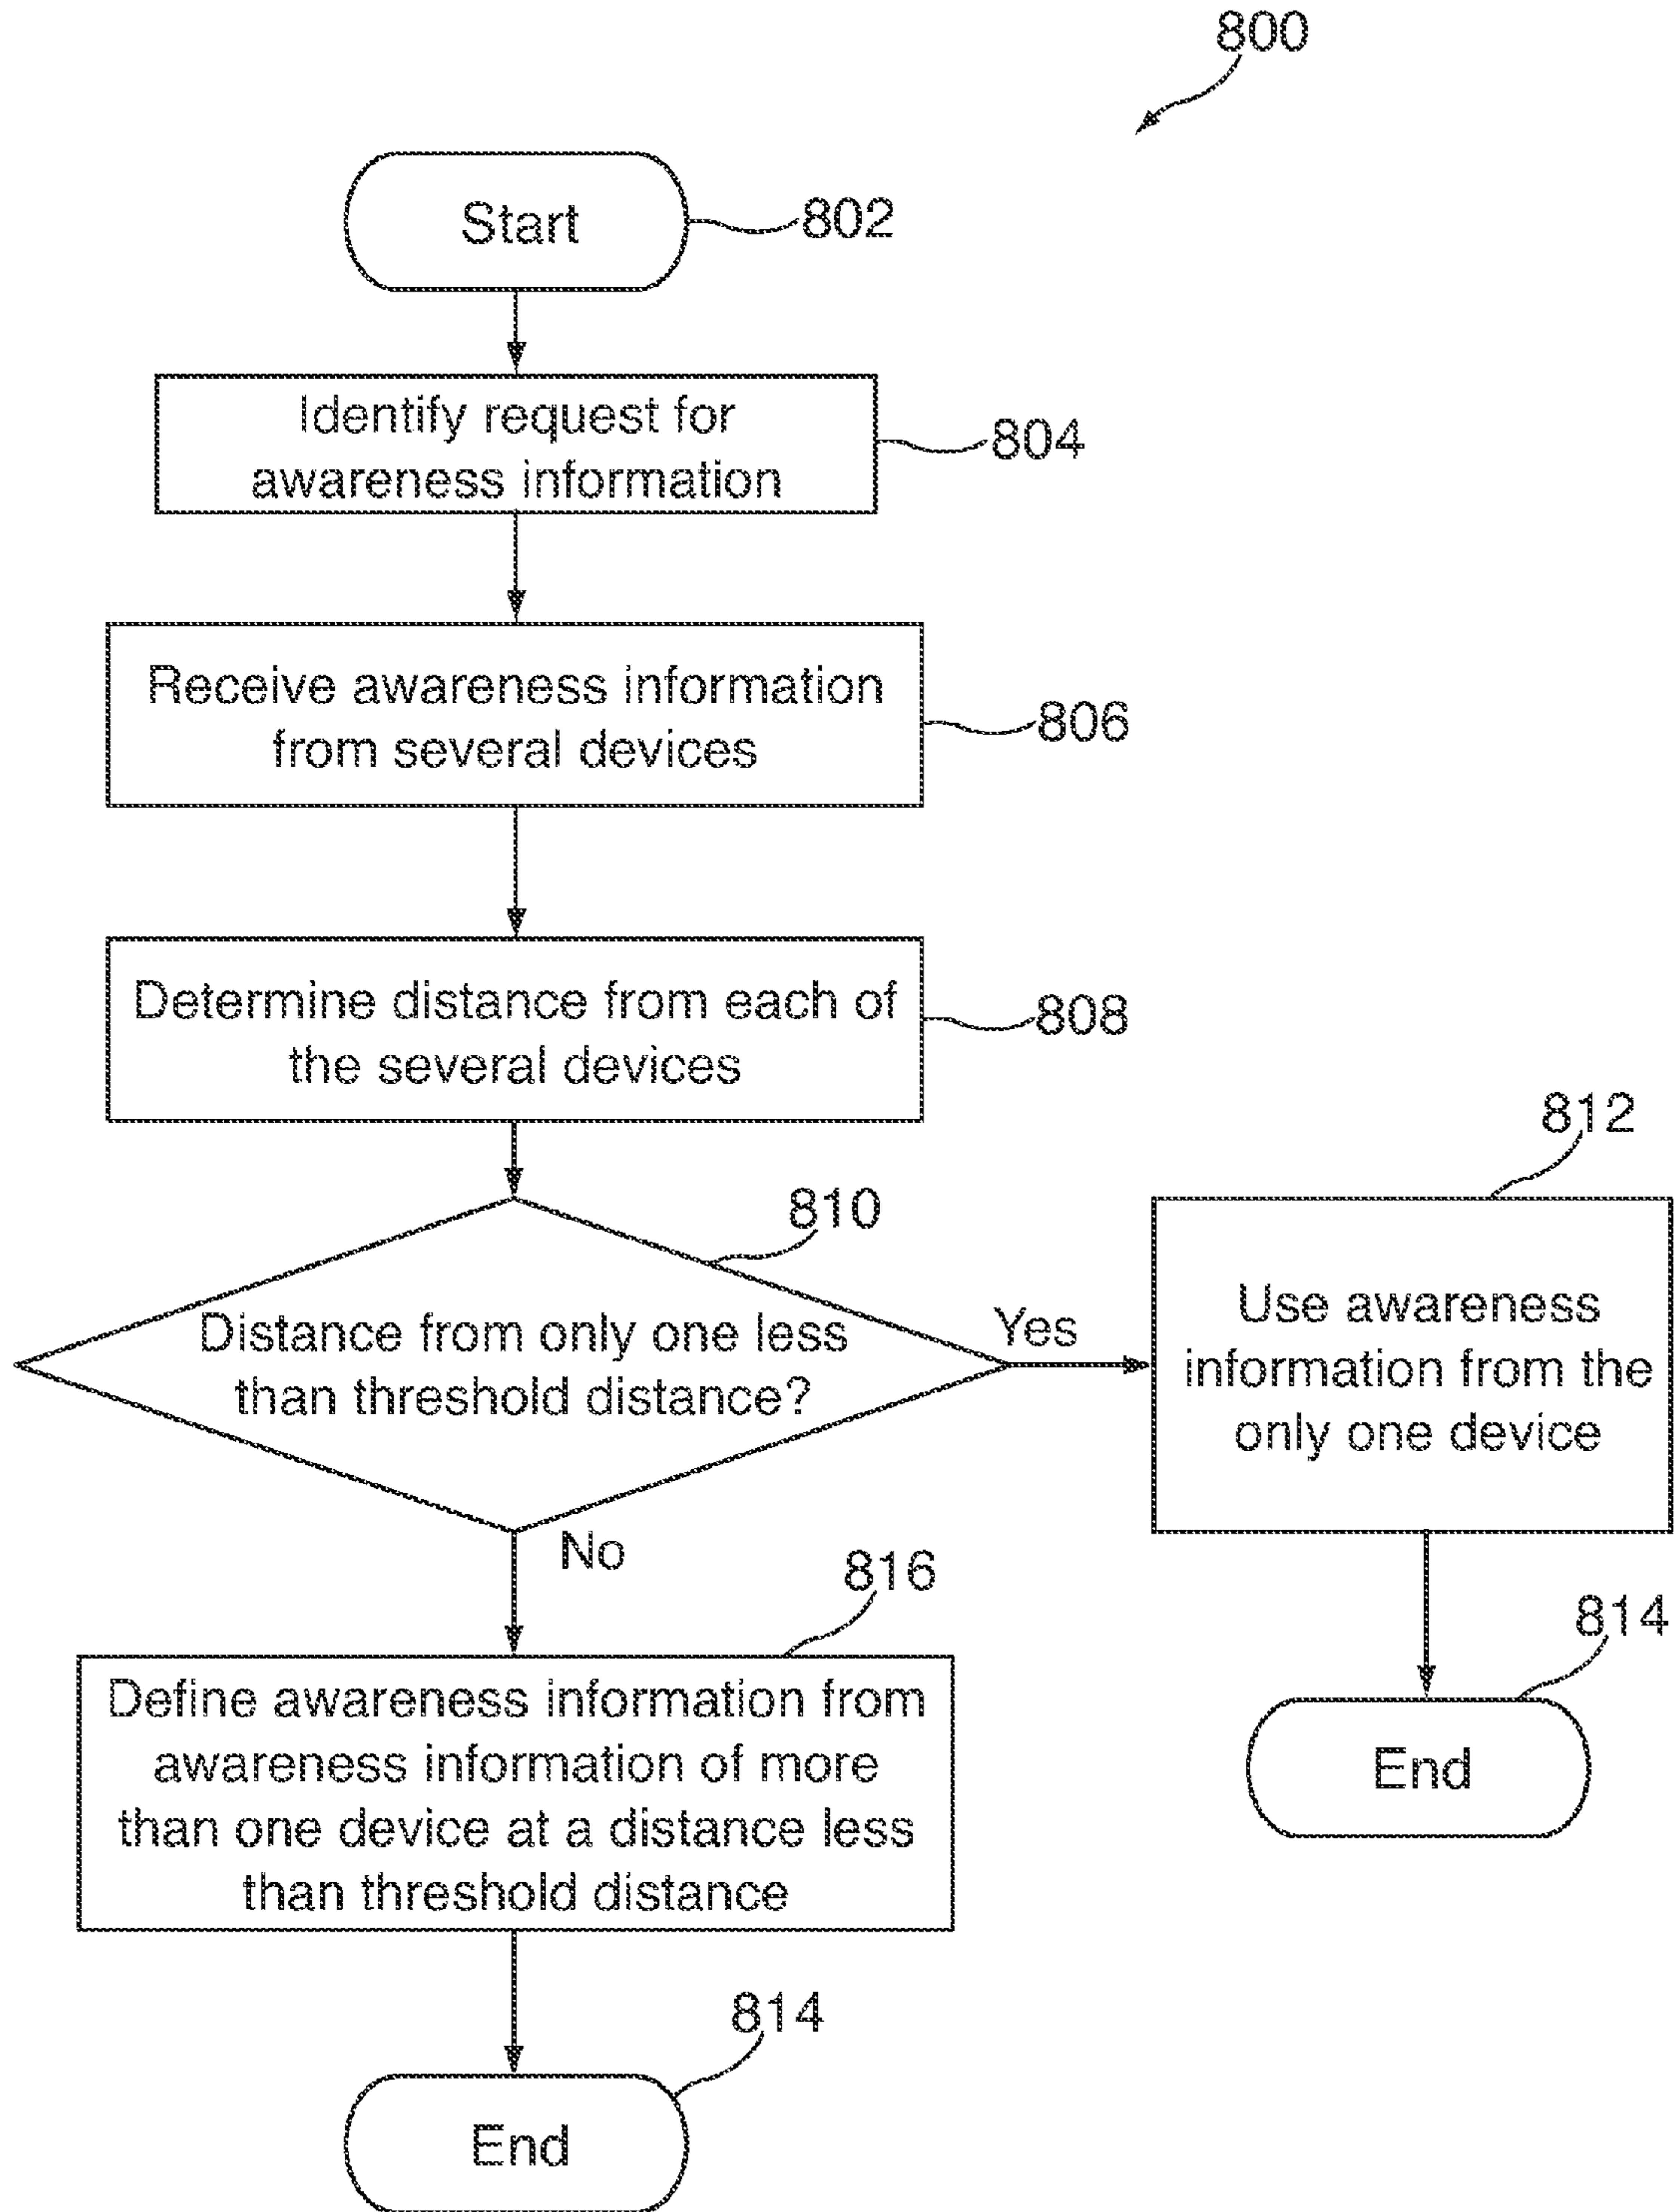 800
Start
802
Identify request for
awareness information
804
Receive awareness information
from several devices
806
Determine distance from each of
the several devices
808
810
Distance from only one less
than threshold distance?
Yes
812
Use awareness
information from the
only one device
No
814
End
816
Define awareness information from
awareness information of more
than one device at a distance less
than threshold distance
814
End